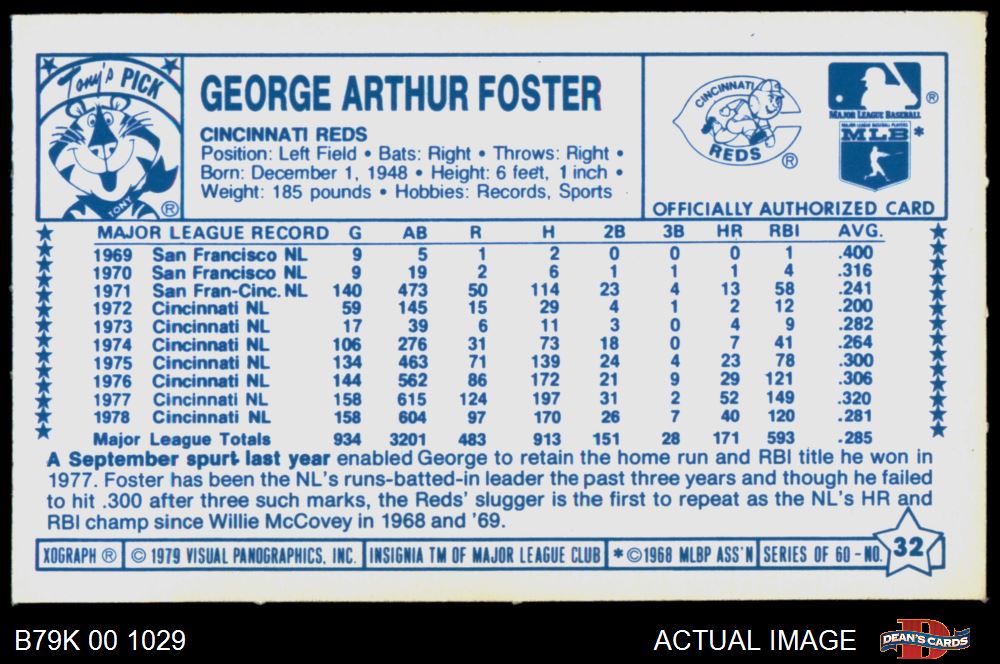 Tony's PICK
TONY ®
GEORGE ARTHUR FOSTER
CINCINNATI REDS
Position: Left Field • Bats: Right • Throws: Right •
Born: December 1, 1948 • Height: 6 feet, 1 inch •
Weight: 185 pounds • Hobbies: Records, Sports
CINCINNATI
REDS ®
®
MAJOR LEAGUE BASEBALL
MAJOR LEAGUE BASEBALL PLAYERS
MLB *
OFFICIALLY AUTHORIZED CARD
MAJOR LEAGUE RECORD G AB R H 2B 3B HR RBI AVG.
1969 San Francisco NL 9 5 1 2 0 0 0 1 .400
1970 San Francisco NL 9 19 2 6 1 1 1 4 .316
1971 San Fran-Cinc. NL 140 473 50 114 23 4 13 58 .241
1972 Cincinnati NL 59 145 15 29 4 1 2 12 .200
1973 Cincinnati NL 17 39 6 11 3 0 4 9 .282
1974 Cincinnati NL 106 276 31 73 18 0 7 41 .264
1975 Cincinnati NL 134 463 71 139 24 4 23 78 .300
1976 Cincinnati NL 144 562 86 172 21 9 29 121 .306
1977 Cincinnati NL 158 615 124 197 31 2 52 149 .320
1978 Cincinnati NL 158 604 97 170 26 7 40 120 .281
Major League Totals 934 3201 483 913 151 28 171 593 .285
A September spurt last year enabled George to retain the home run and RBI title he won in
1977. Foster has been the NL's runs-batted-in leader the past three years and though he failed
to hit .300 after three such marks, the Reds' slugger is the first to repeat as the NL's HR and
RBI champ since Willie McCovey in 1968 and '69.
XOGRAPH ® © 1979 VISUAL PANOGRAPHICS, INC. INSIGNIA TM OF MAJOR LEAGUE CLUB * © 1968 MLBP ASS'N SERIES OF 60 - NO. 32
B79K 00 1029 ACTUAL IMAGE DEAN'S CARDS